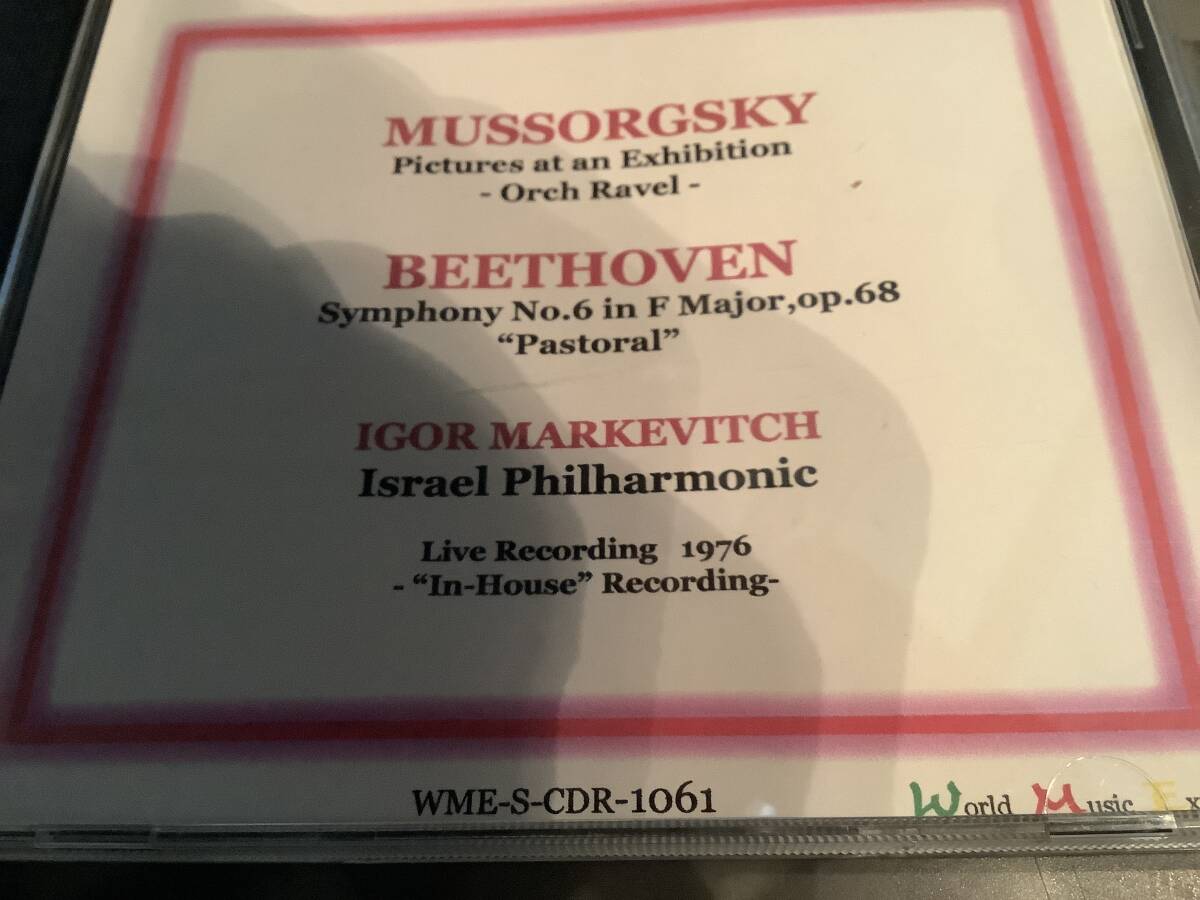 MUSSORGSKY
Pictures at an Exhibition
- Orch Ravel -
BEETHOVEN
Symphony No.6 in F Major,op.68
“Pastoral”
IGOR MARKEVITCH
Israel Philharmonic
Live Recording 1976
- “In-House” Recording-
WME-S-CDR-1061
World Music Ex